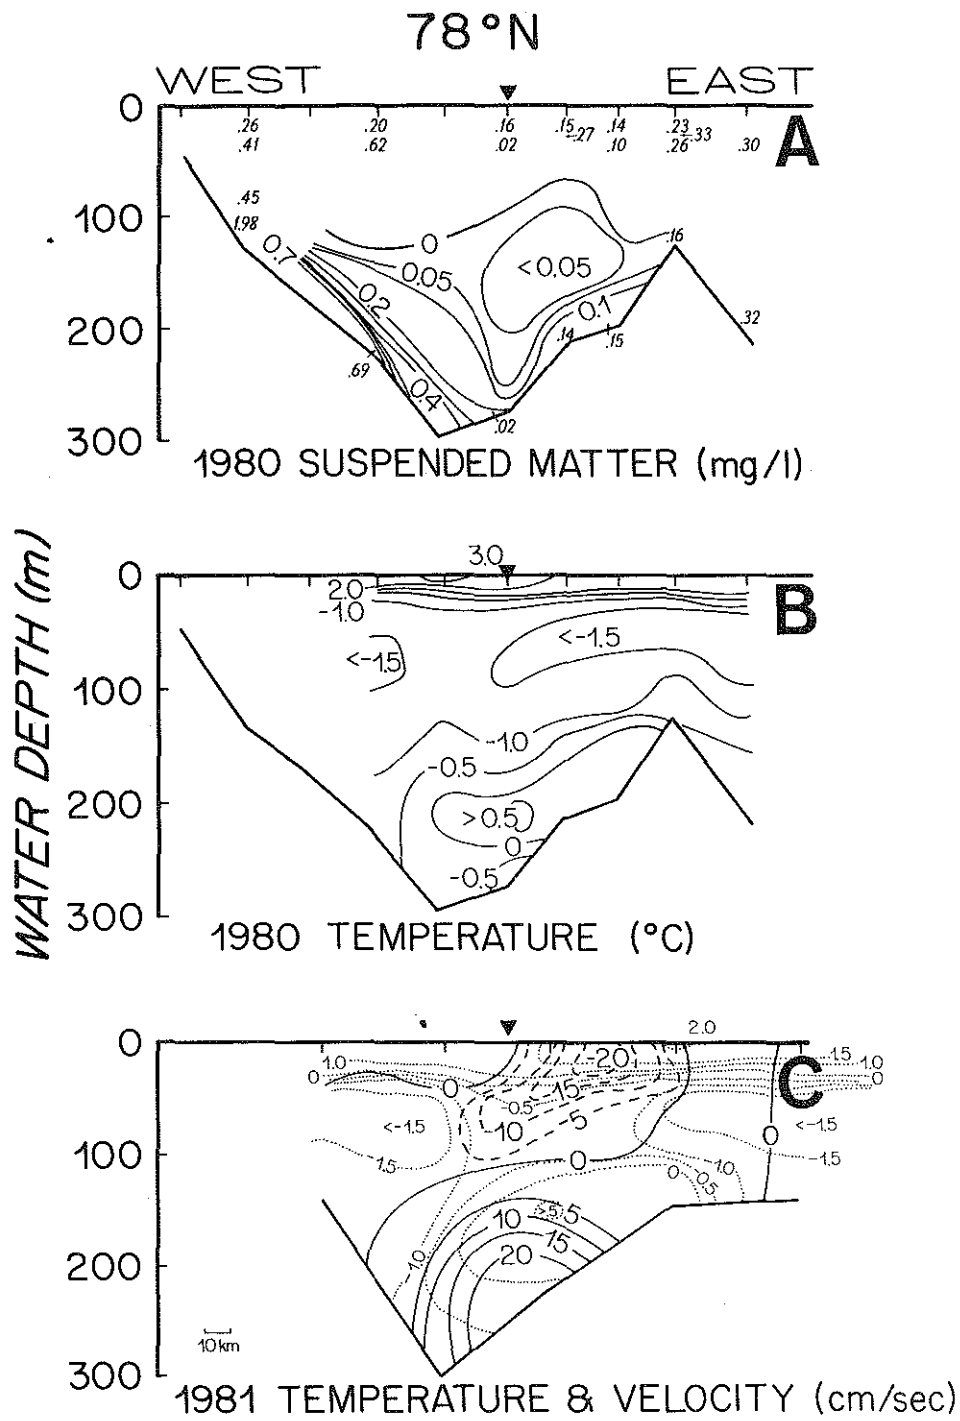 78°N
WEST EAST
0 A
.26 .20 .16 .15 .27 .14 .23 .33
.41 .62 .02 .10 .26 .30
.45
100 1.98 0 .16
0.7 0.05 <0.05
0.2 0.1 .32
200 .14 .15
.69
0.4
.02
300
1980 SUSPENDED MATTER (mg/l)
WATER DEPTH (m)
3.0
0 B
2.0
-1.0
<-1.5 <-1.5
100
-1.0
-0.5
200 >0.5
0
-0.5
300
1980 TEMPERATURE (°C)
2.0
0 -20 -1.5 C
1.0 1.0
0 0 15 0
-0.5
10 5
<-1.5 0 <-1.5
100 -1.5 0 0 1.0 -1.5
-0.5
10 >.5 5
15
200 -1.0 20
10 km
300
1981 TEMPERATURE & VELOCITY (cm/sec)